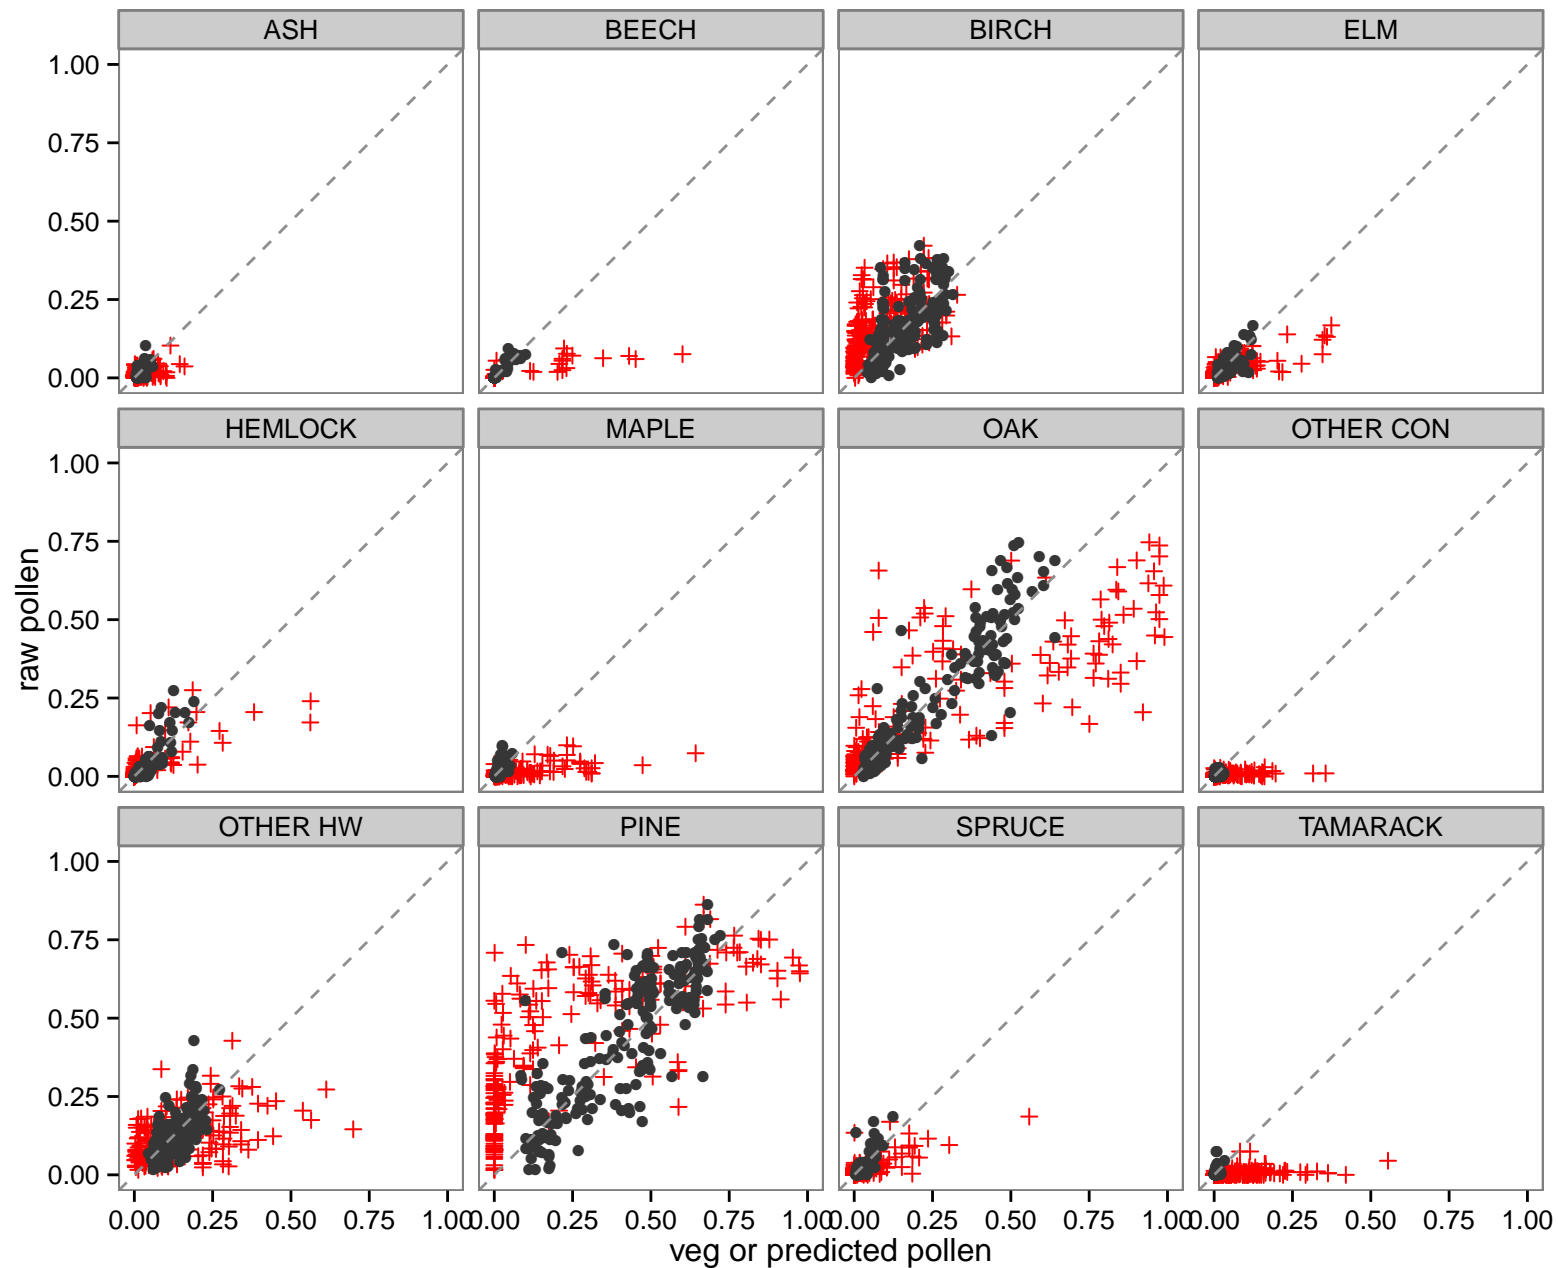 ASH BEECH BIRCH ELM
1.00
0.75
0.50
0.25
0.00
HEMLOCK MAPLE OAK OTHER CON
1.00
0.75
0.50
0.25
0.00
raw pollen
OTHER HW PINE SPRUCE TAMARACK
1.00
0.75
0.50
0.25
0.00
0.00 0.25 0.50 0.75 1.00 0.00 0.25 0.50 0.75 1.00 0.00 0.25 0.50 0.75 1.00 0.00 0.25 0.50 0.75 1.00
veg or predicted pollen